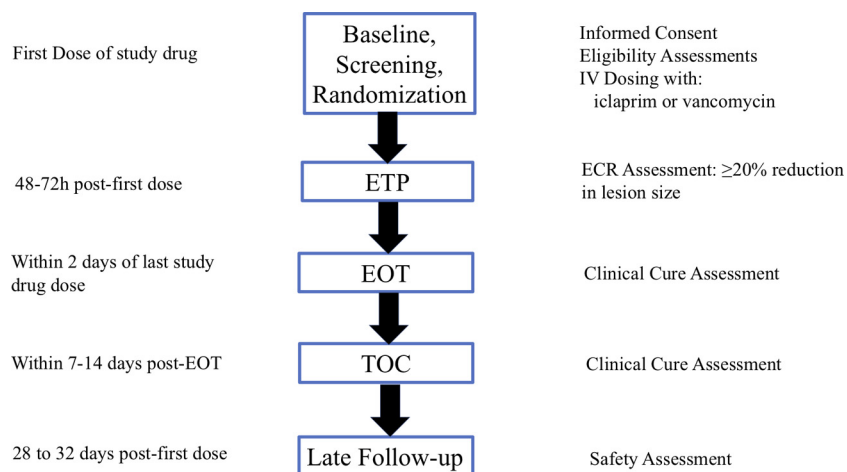 First Dose of study drug
Baseline,
Screening,
Randomization
Informed Consent
Eligibility Assessments
IV Dosing with:
iclaprim or vancomycin
48-72h post-first dose
ETP
ECR Assessment: ≥20% reduction
in lesion size
Within 2 days of last study
drug dose
EOT
Clinical Cure Assessment
Within 7-14 days post-EOT
TOC
Clinical Cure Assessment
28 to 32 days post-first dose
Late Follow-up
Safety Assessment